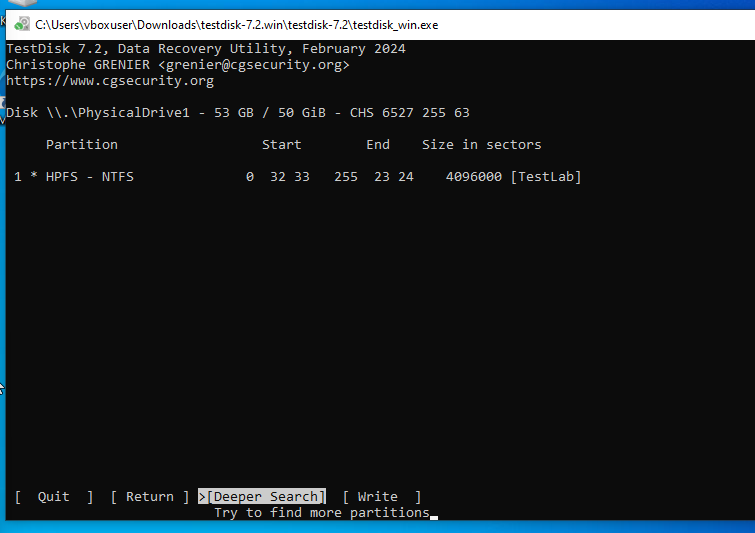 C:\Users\vboxuser\Downloads\testdisk-7.2.win\testdisk-7.2\testdisk_win.exe
TestDisk 7.2, Data Recovery Utility, February 2024
Christophe GRENIER <grenier@cgsecurity.org>
https://www.cgsecurity.org
Disk \\.\PhysicalDrive1 - 53 GB / 50 GiB - CHS 6527 255 63
Partition Start End Size in sectors
1 * HPFS - NTFS 0 32 33 255 23 24 4096000 [TestLab]
[ Quit ] [ Return ] >[Deeper Search] [ Write ]
Try to find more partitions_